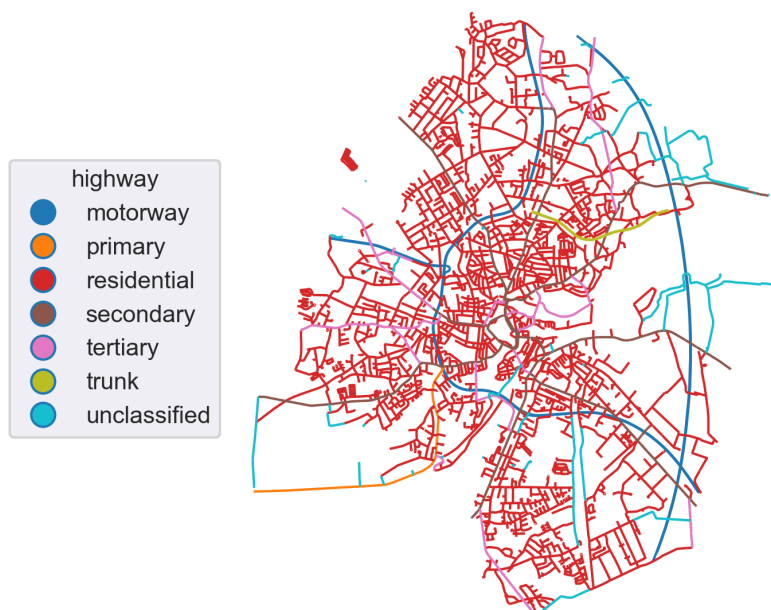 highway
motorway
primary
residential
secondary
tertiary
trunk
unclassified